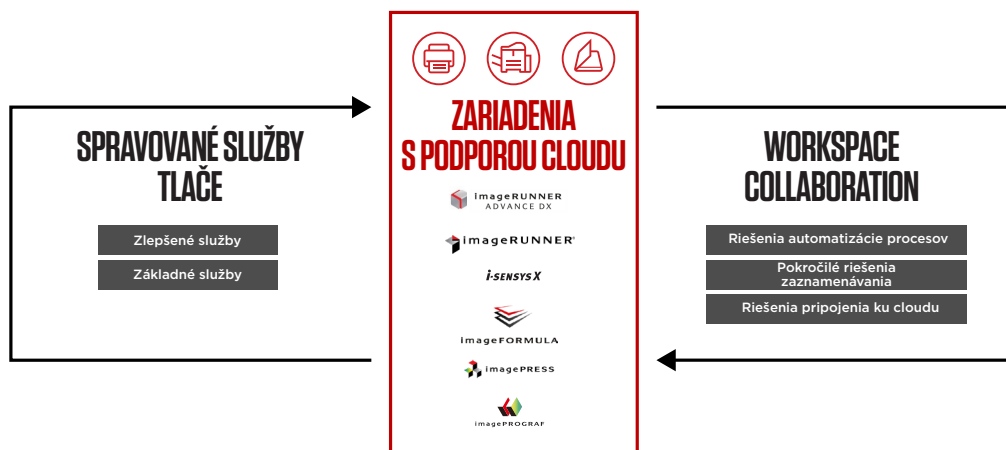 SPRAVOVANÉ SLUŽBY
TLAČE
Zlepšené služby
Základné služby
ZARIADENIA
S PODPOROU CLOUDU
imageRUNNER
ADVANCE DX
imageRUNNER®
i-SENSYS X
imageFORMULA
imagePRESS
imagePROGRAF
WORKSPACE
COLLABORATION
Riešenia automatizácie procesov
Pokročilé riešenia
zaznamenávania
Riešenia pripojenia ku cloudu